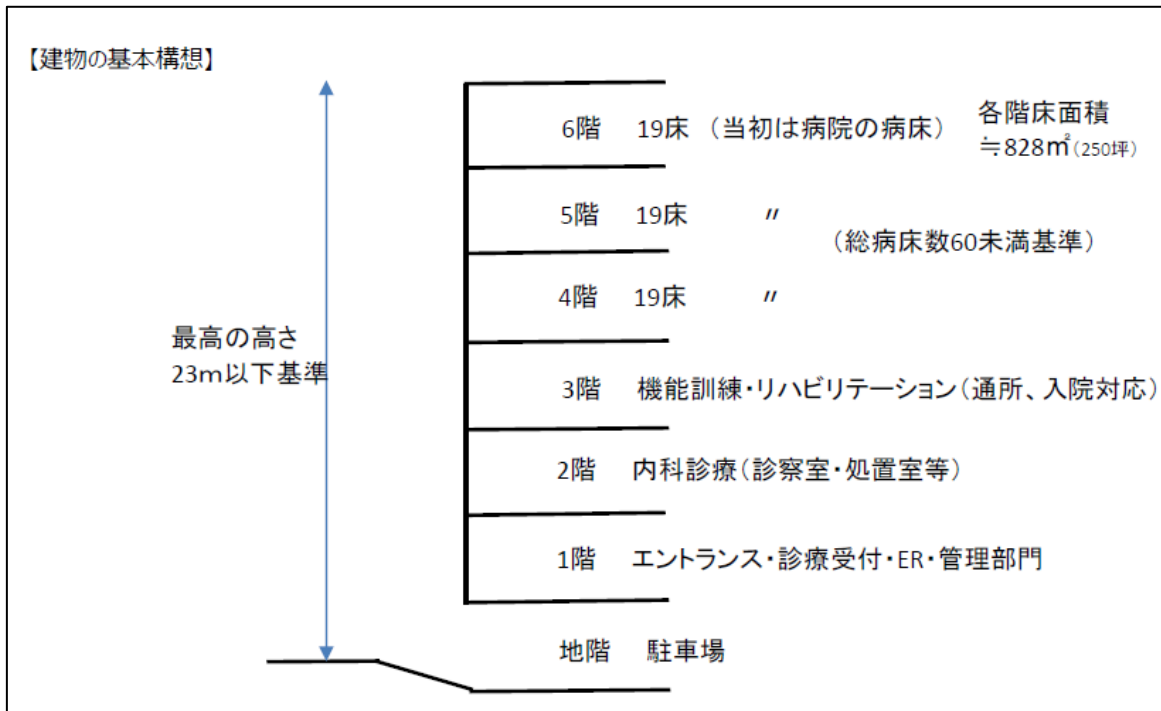 【建物の基本構想】
6階 19床 (当初は病院の病床) 各階床面積
≒828㎡(250坪)
5階 19床 〃
(総病床数60未満基準)
4階 19床 〃
最高の高さ
23m以下基準
3階 機能訓練・リハビリテーション(通所、入院対応)
2階 内科診療(診察室・処置室等)
1階 エントランス・診療受付・ER・管理部門
地階 駐車場